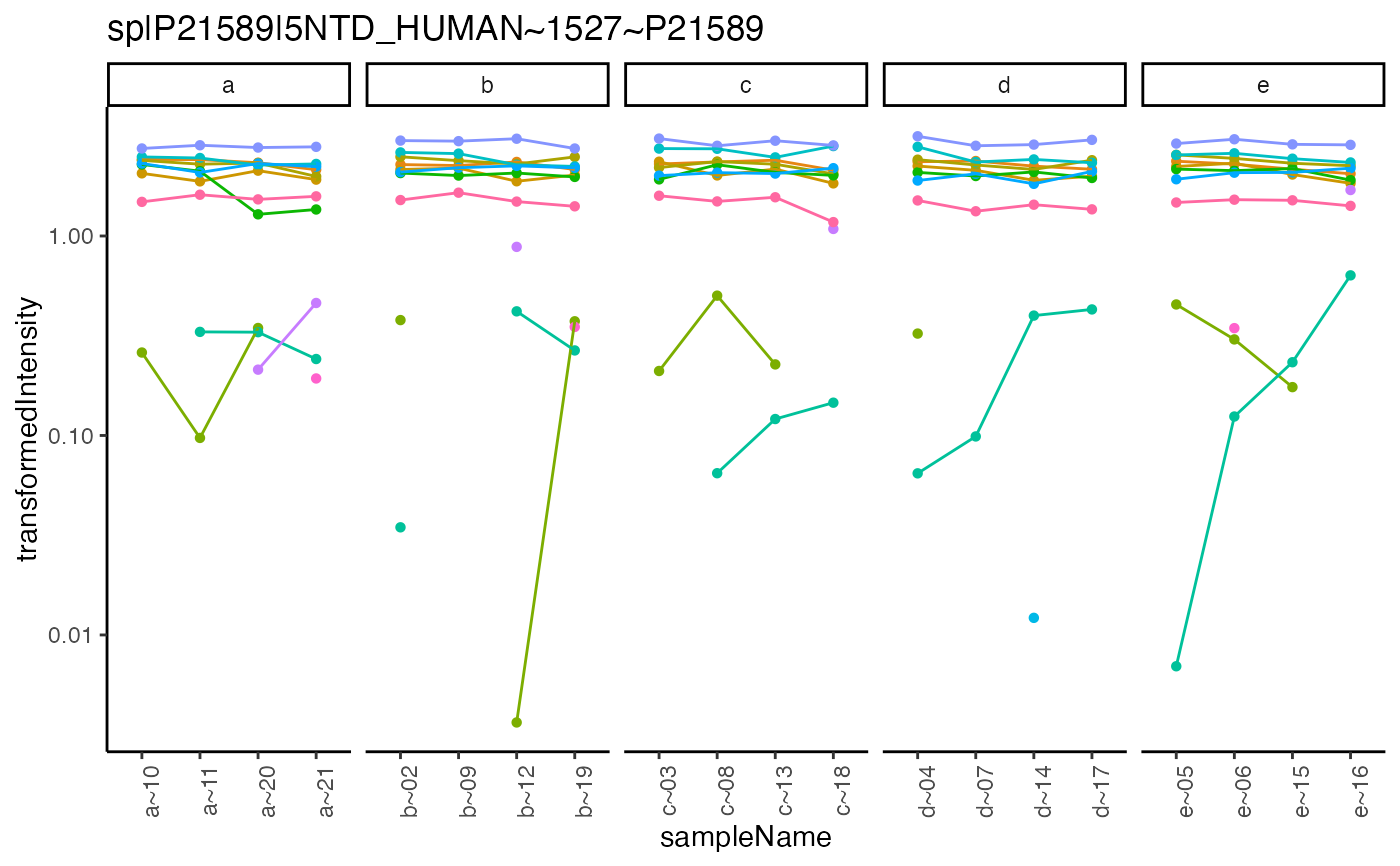 sp|P21589|5NTD_HUMAN~1527~P21589
a b c d e
1.00
0.10
0.01
transformedIntensity
a~10 a~11 a~20 a~21 b~02 b~09 b~12 b~19 c~03 c~08 c~13 c~18 d~04 d~07 d~14 d~17 e~05 e~06 e~15 e~16
sampleName